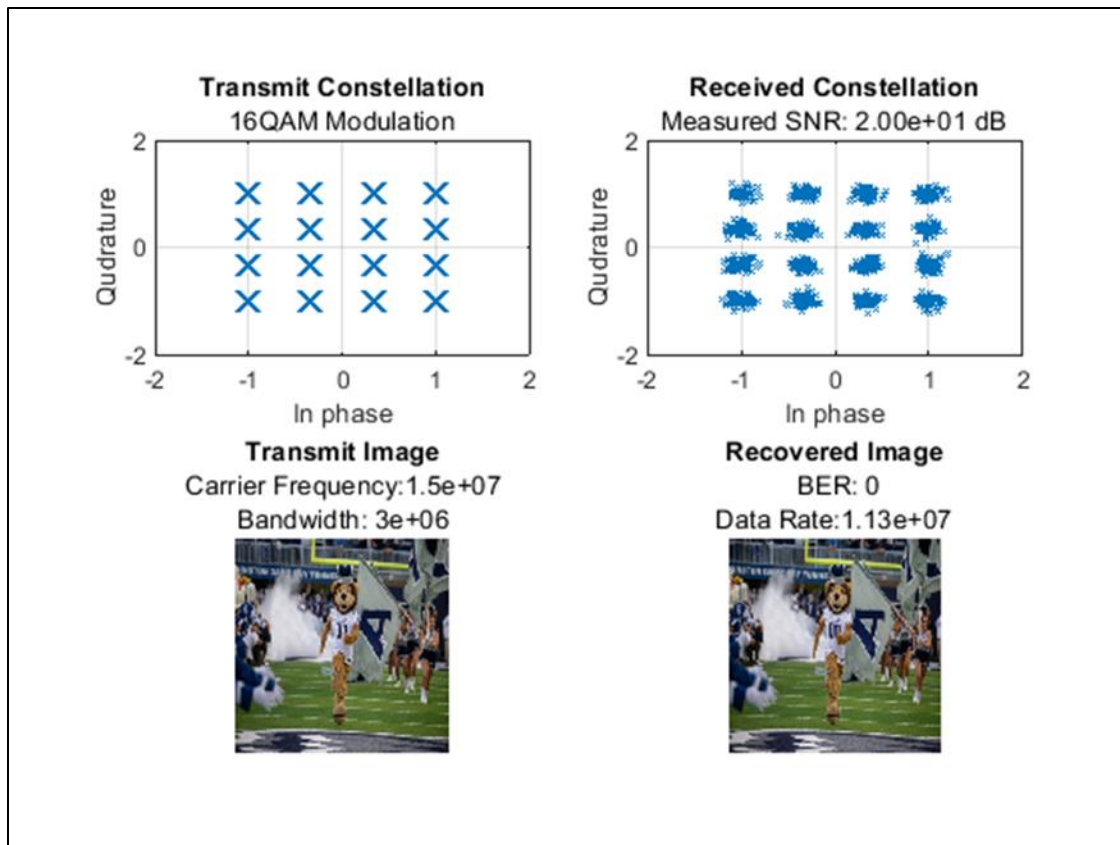 Transmit Constellation
16QAM Modulation
2
0
-2
Qudrature
-2 -1 0 1 2
In phase
Received Constellation
Measured SNR: 2.00e+01 dB
2
0
-2
Qudrature
-2 -1 0 1 2
In phase
Transmit Image
Carrier Frequency:1.5e+07
Bandwidth: 3e+06
Recovered Image
BER: 0
Data Rate:1.13e+07